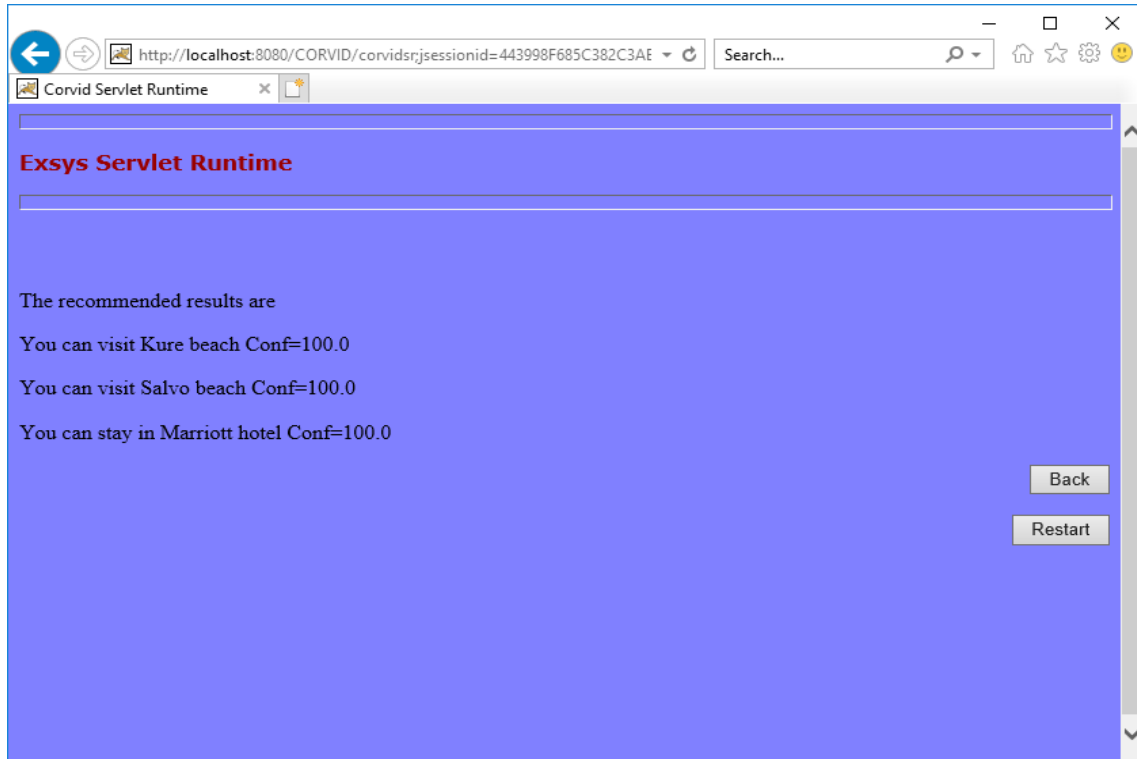 http://localhost:8080/CORVID/corvidsr;jsessionid=443998F685C382C3AE
Search...
Corvid Servlet Runtime
Exsys Servlet Runtime
The recommended results are
You can visit Kure beach Conf=100.0
You can visit Salvo beach Conf=100.0
You can stay in Marriott hotel Conf=100.0
Back
Restart